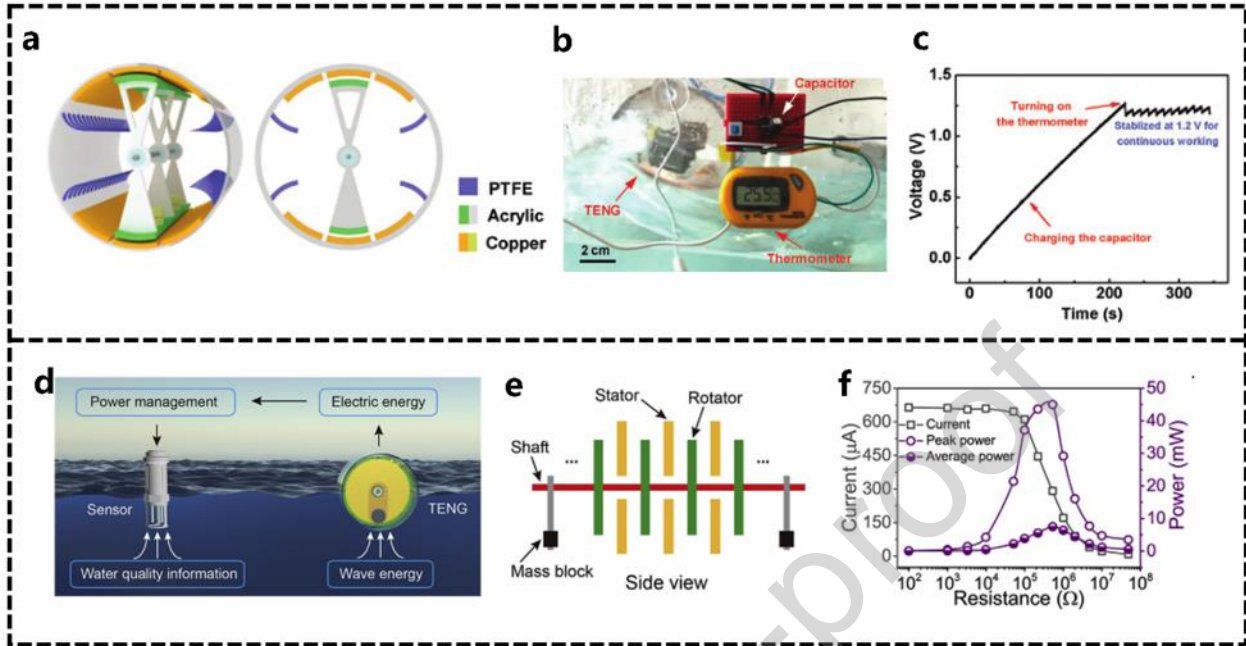 a
PTFE
Acrylic
Copper
b
Capacitor
TENG
2 cm
Thermometer
c
Voltage (V)
1.5
1.0
0.5
0.0
Turning on
the thermometer
Stablized at 1.2 V for
continuous working
Charging the capacitor
0 100 200 300 400
Time (s)
d
Power management
Electric energy
Sensor
TENG
Water quality information
Wave energy
e
Stator
Rotator
Shaft
...
...
Mass block
Side view
f
Current (µA)
750
600
450
300
150
0
Current
Peak power
Average power
50
40
30
20
10
0
Power (mW)
10² 10³ 10⁴ 10⁵ 10⁶ 10⁷ 10⁸
Resistance (Ω)